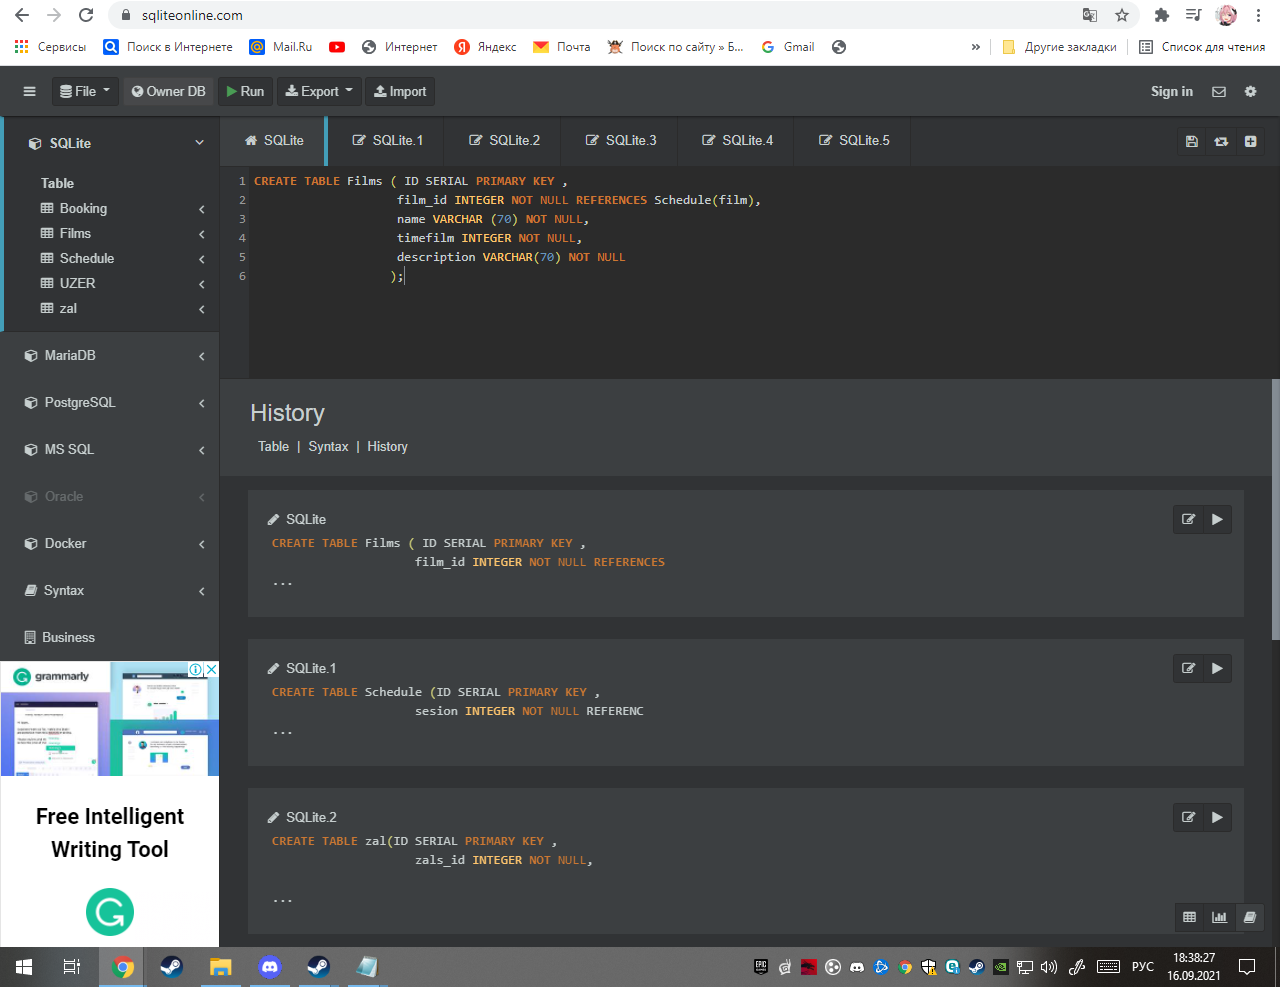 sqliteonline.com
Сервисы
Поиск в Интернете
Mail.Ru
Интернет
Яндекс
Почта
Поиск по сайту » Б...
Gmail
»
Другие закладки
Список для чтения
File
Owner DB
Run
Export
Import
Sign in
SQLite
Table
Booking
Films
Schedule
UZER
zal
MariaDB
PostgreSQL
MS SQL
Oracle
Docker
Syntax
Business
grammarly
Free Intelligent
Writing Tool
SQLite
SQLite.1
SQLite.2
SQLite.3
SQLite.4
SQLite.5
1 CREATE TABLE Films ( ID SERIAL PRIMARY KEY ,
2 film_id INTEGER NOT NULL REFERENCES Schedule(film),
3 name VARCHAR (70) NOT NULL,
4 timefilm INTEGER NOT NULL,
5 description VARCHAR(70) NOT NULL
6 );
History
Table | Syntax | History
SQLite
CREATE TABLE Films ( ID SERIAL PRIMARY KEY ,
film_id INTEGER NOT NULL REFERENCES
...
SQLite.1
CREATE TABLE Schedule (ID SERIAL PRIMARY KEY ,
sesion INTEGER NOT NULL REFERENC
...
SQLite.2
CREATE TABLE zal(ID SERIAL PRIMARY KEY ,
zals_id INTEGER NOT NULL,
...
РУС
18:38:27
16.09.2021